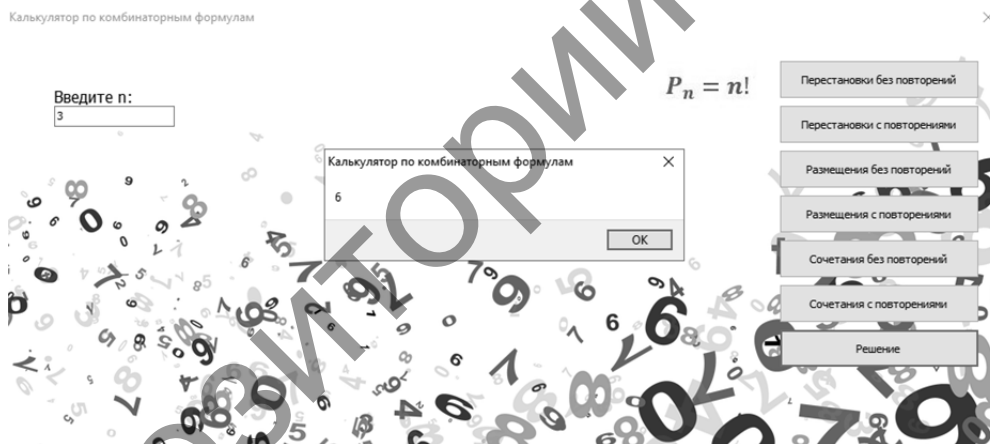 Калькулятор по комбинаторным формулам
Введите n:
3
Pₙ = n!
Перестановки без повторений
Перестановки с повторениями
Размещения без повторений
Размещения с повторениями
Сочетания без повторений
Сочетания с повторениями
Решение
Калькулятор по комбинаторным формулам
6
OK